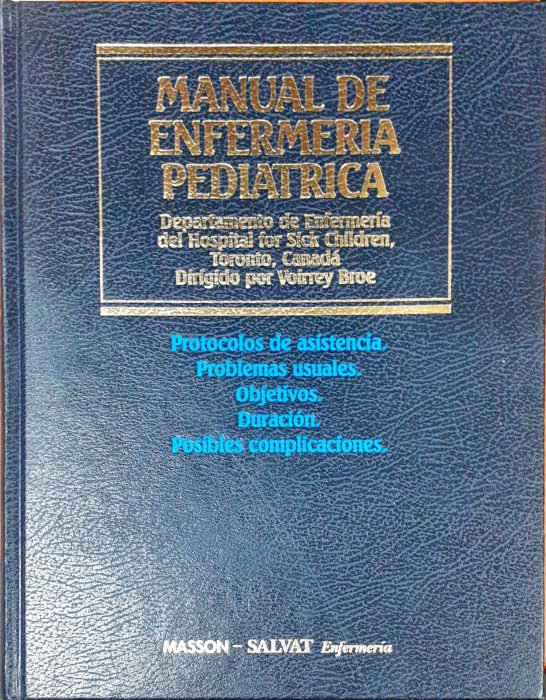 MANUAL DE
ENFERMERIA
PEDIATRICA
Departamento de Enfermería
del Hospital for Sick Children,
Toronto, Canadá
Dirigido por Voirrey Broe
Protocolos de asistencia.
Problemas usuales.
Objetivos.
Duración.
Posibles complicaciones.
MASSON – SALVAT Enfermería